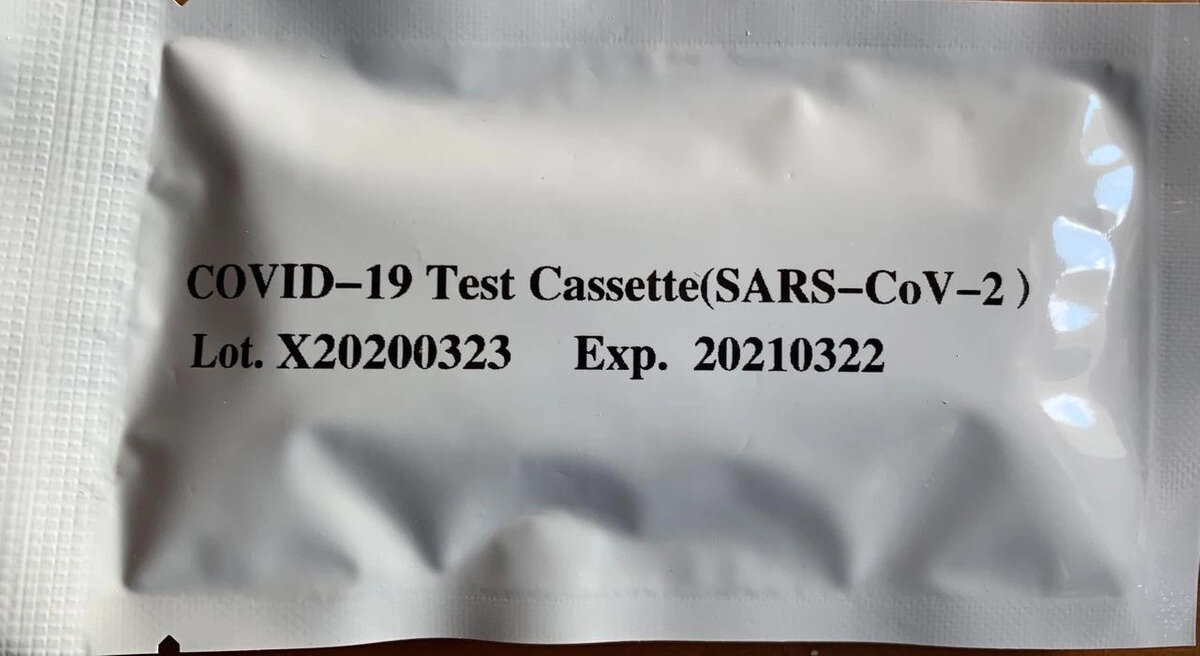 COVID-19 Test Cassette(SARS-CoV-2 )
Lot. X20200323 Exp. 20210322